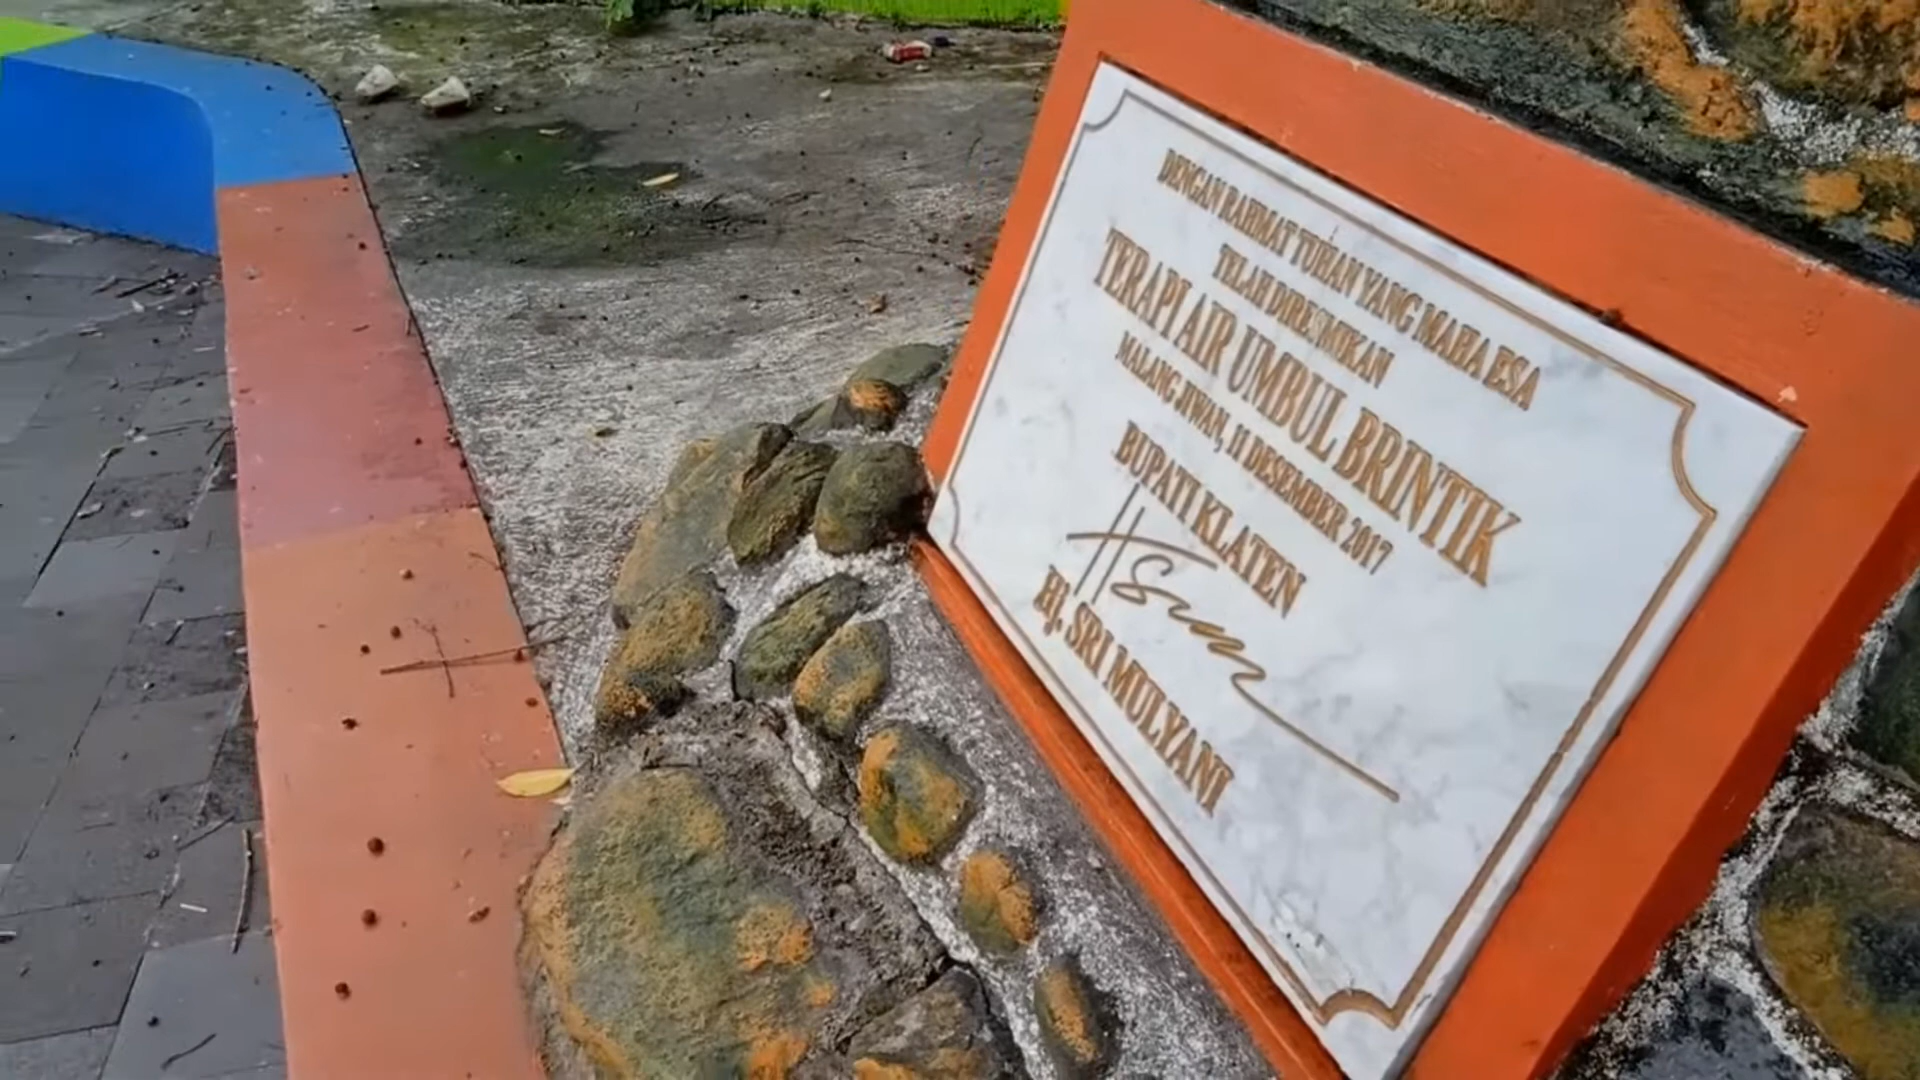 DENGAN RAHMAT TUHAN YANG MAHA ESA
TELAH DIRESMIKAN
TERAPI AIR UMBUL BRINTIK
MALANG JIWAN, 11 DESEMBER 2017
BUPATI KLATEN
Hj. SRI MULYANI